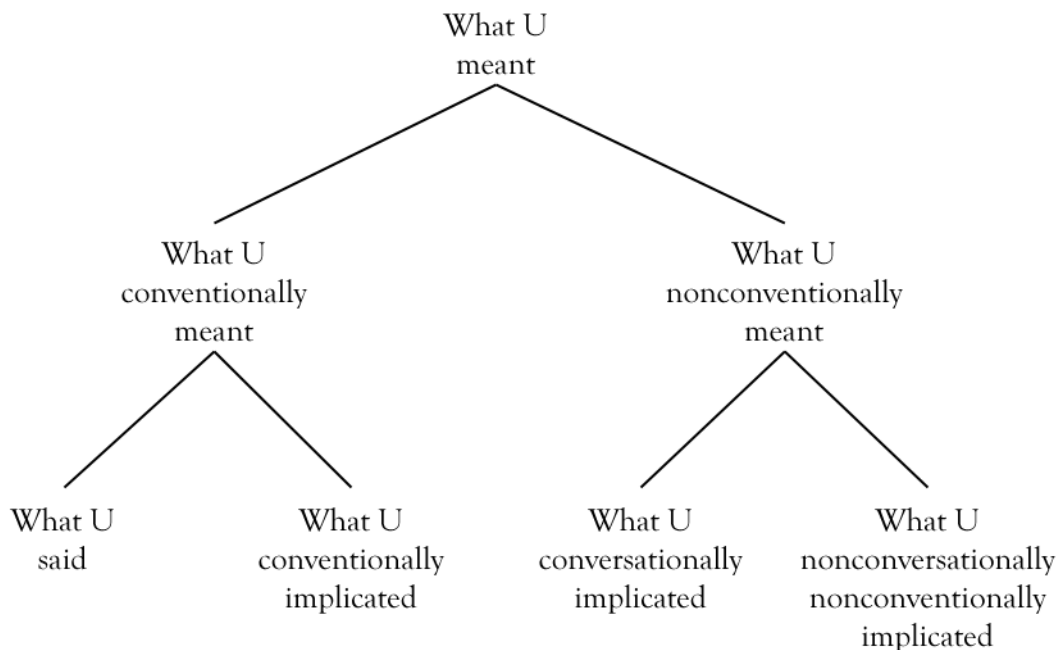 What U
meant
What U
conventionally
meant
What U
nonconventionally
meant
What U
said
What U
conventionally
implicated
What U
conversationally
implicated
What U
nonconversationally
nonconventionally
implicated